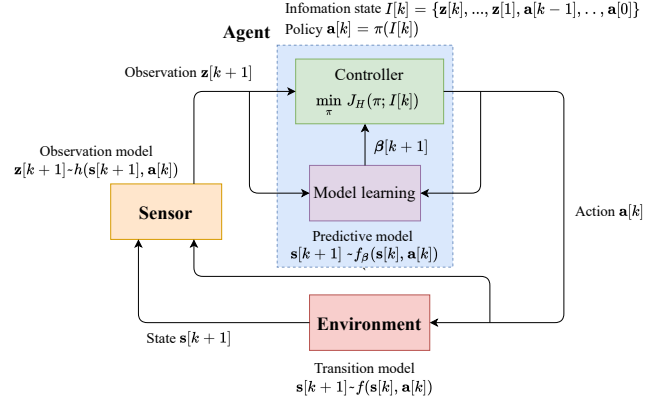 Infomation state I[k] = {z[k], ..., z[1], a[k − 1], . . , a[0]}
Policy a[k] = π(I[k])
Agent
Observation z[k + 1]
Controller
min J_H(π; I[k])
π
β[k + 1]
Observation model
z[k + 1]~h(s[k + 1], a[k])
Model learning
Sensor
Action a[k]
Predictive model
s[k + 1] ~f_β(s[k], a[k])
Environment
State s[k + 1]
Transition model
s[k + 1]~f(s[k], a[k])